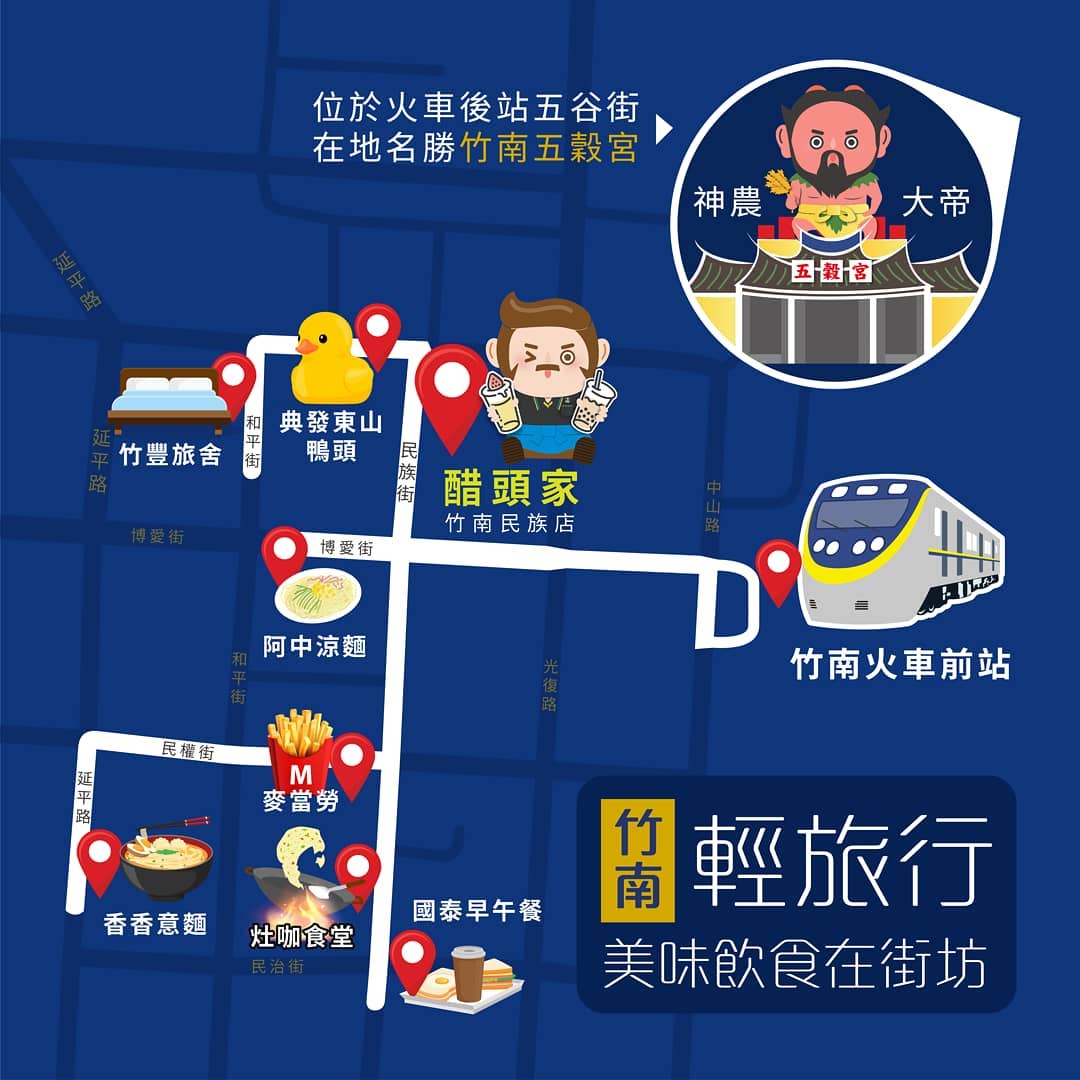 位於火車後站五谷街
在地名勝竹南五穀宮
神農
大帝
五穀宮
延平路
竹豐旅舍
和平街
典發東山
鴨頭
民族街
醋頭家
竹南民族店
延平路
博愛街
博愛街
中山路
阿中涼麵
竹南火車前站
和平街
光復路
民權街
M
麥當勞
延平路
香香意麵
灶咖食堂
民治街
國泰早午餐
竹南
輕旅行
美味飲食在街坊